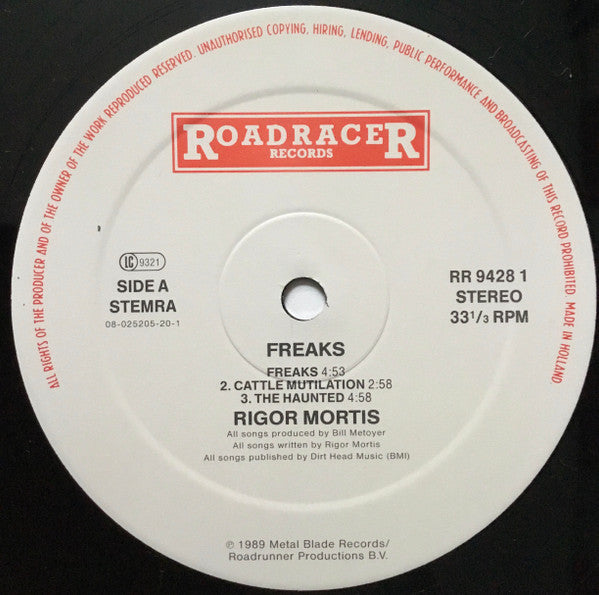 ALL RIGHTS OF THE PRODUCER AND OF THE OWNER OF THE WORK REPRODUCED RESERVED. UNAUTHORISED COPYING, HIRING, LENDING, PUBLIC PERFORMANCE AND BROADCASTING OF THIS RECORD PROHIBITED. MADE IN HOLLAND.
ROADRACER
RECORDS
LC 9321
SIDE A
STEMRA
08-025205-20-1
RR 9428 1
STEREO
33 1/3 RPM
FREAKS
FREAKS 4:53
2. CATTLE MUTILATION 2:58
3. THE HAUNTED 4:58
RIGOR MORTIS
All songs produced by Bill Metoyer
All songs written by Rigor Mortis
All songs published by Dirt Head Music (BMI)
℗ 1989 Metal Blade Records/
Roadrunner Productions B.V.